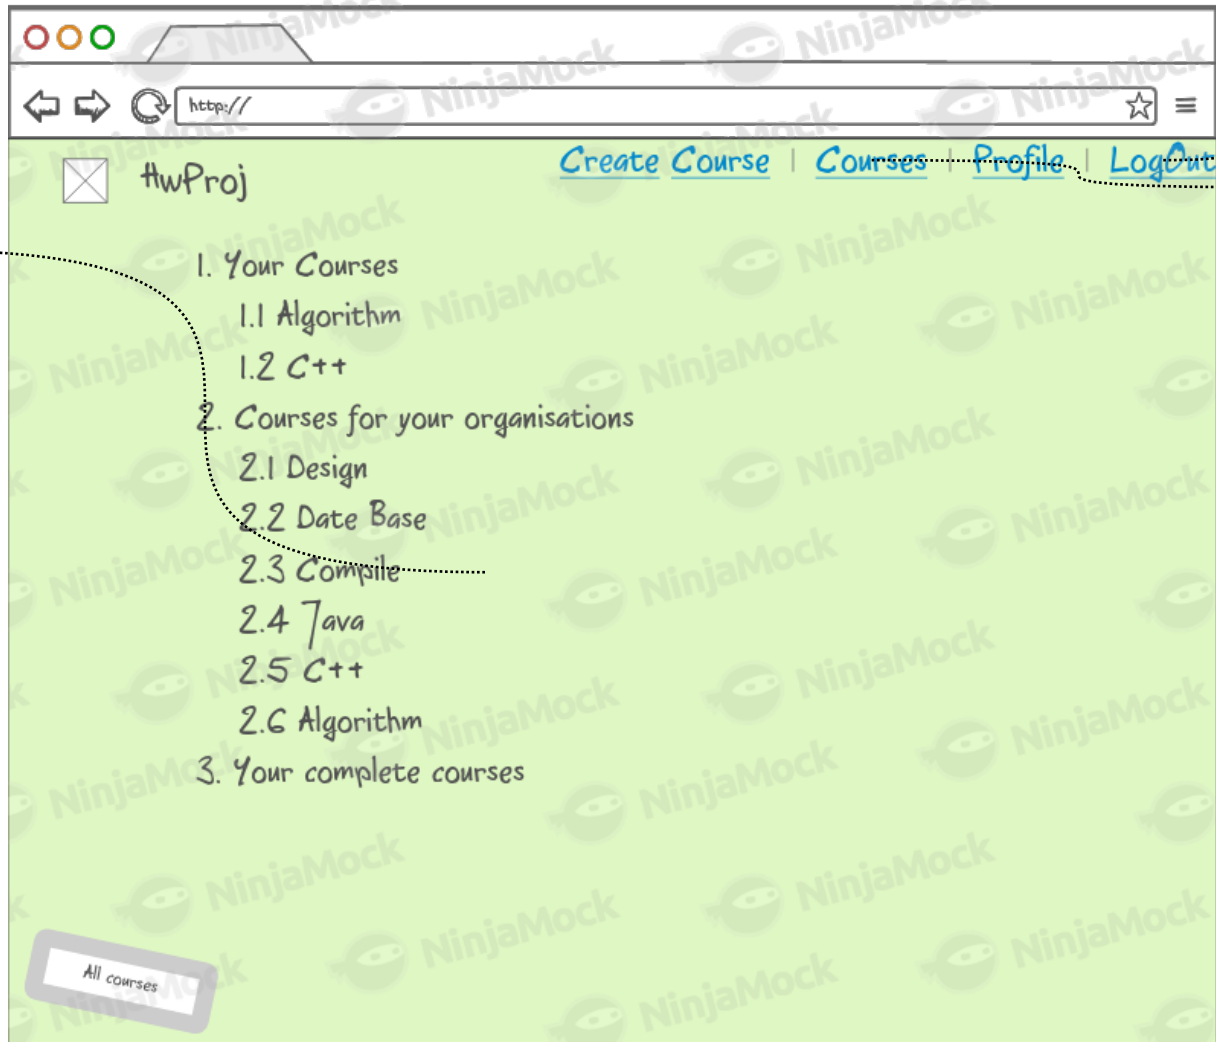 http://
HwProj
Create Course | Courses | Profile | LogOut
1. Your Courses
1.1 Algorithm
1.2 C++
2. Courses for your organisations
2.1 Design
2.2 Date Base
2.3 Compile
2.4 Java
2.5 C++
2.6 Algorithm
3. Your complete courses
All courses
NinjaMock